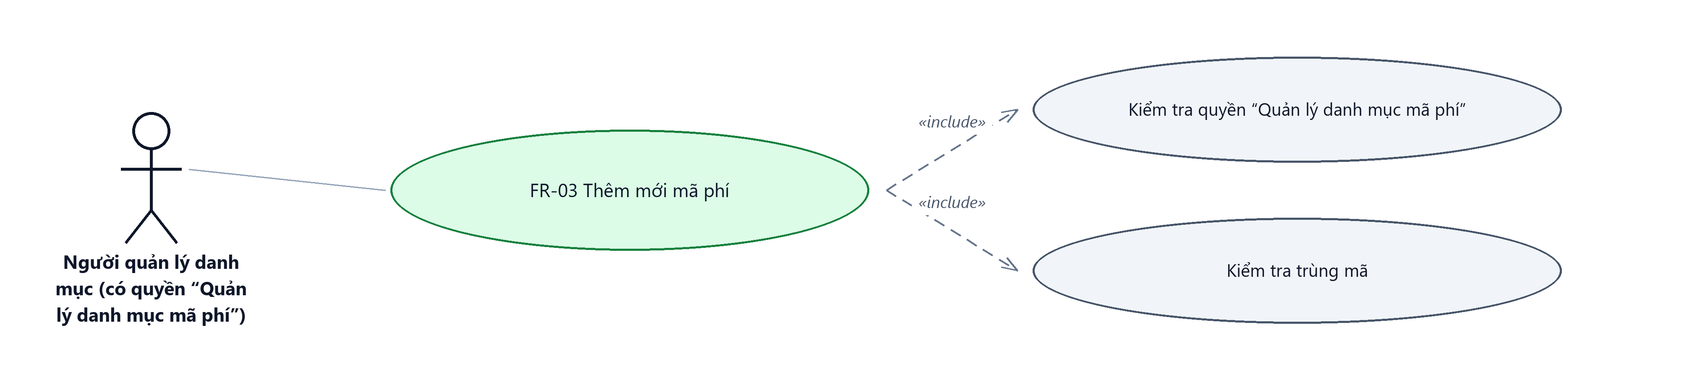 Người quản lý danh
mục (có quyền “Quản
lý danh mục mã phí”)
FR-03 Thêm mới mã phí
«include»
«include»
Kiểm tra quyền “Quản lý danh mục mã phí”
Kiểm tra trùng mã